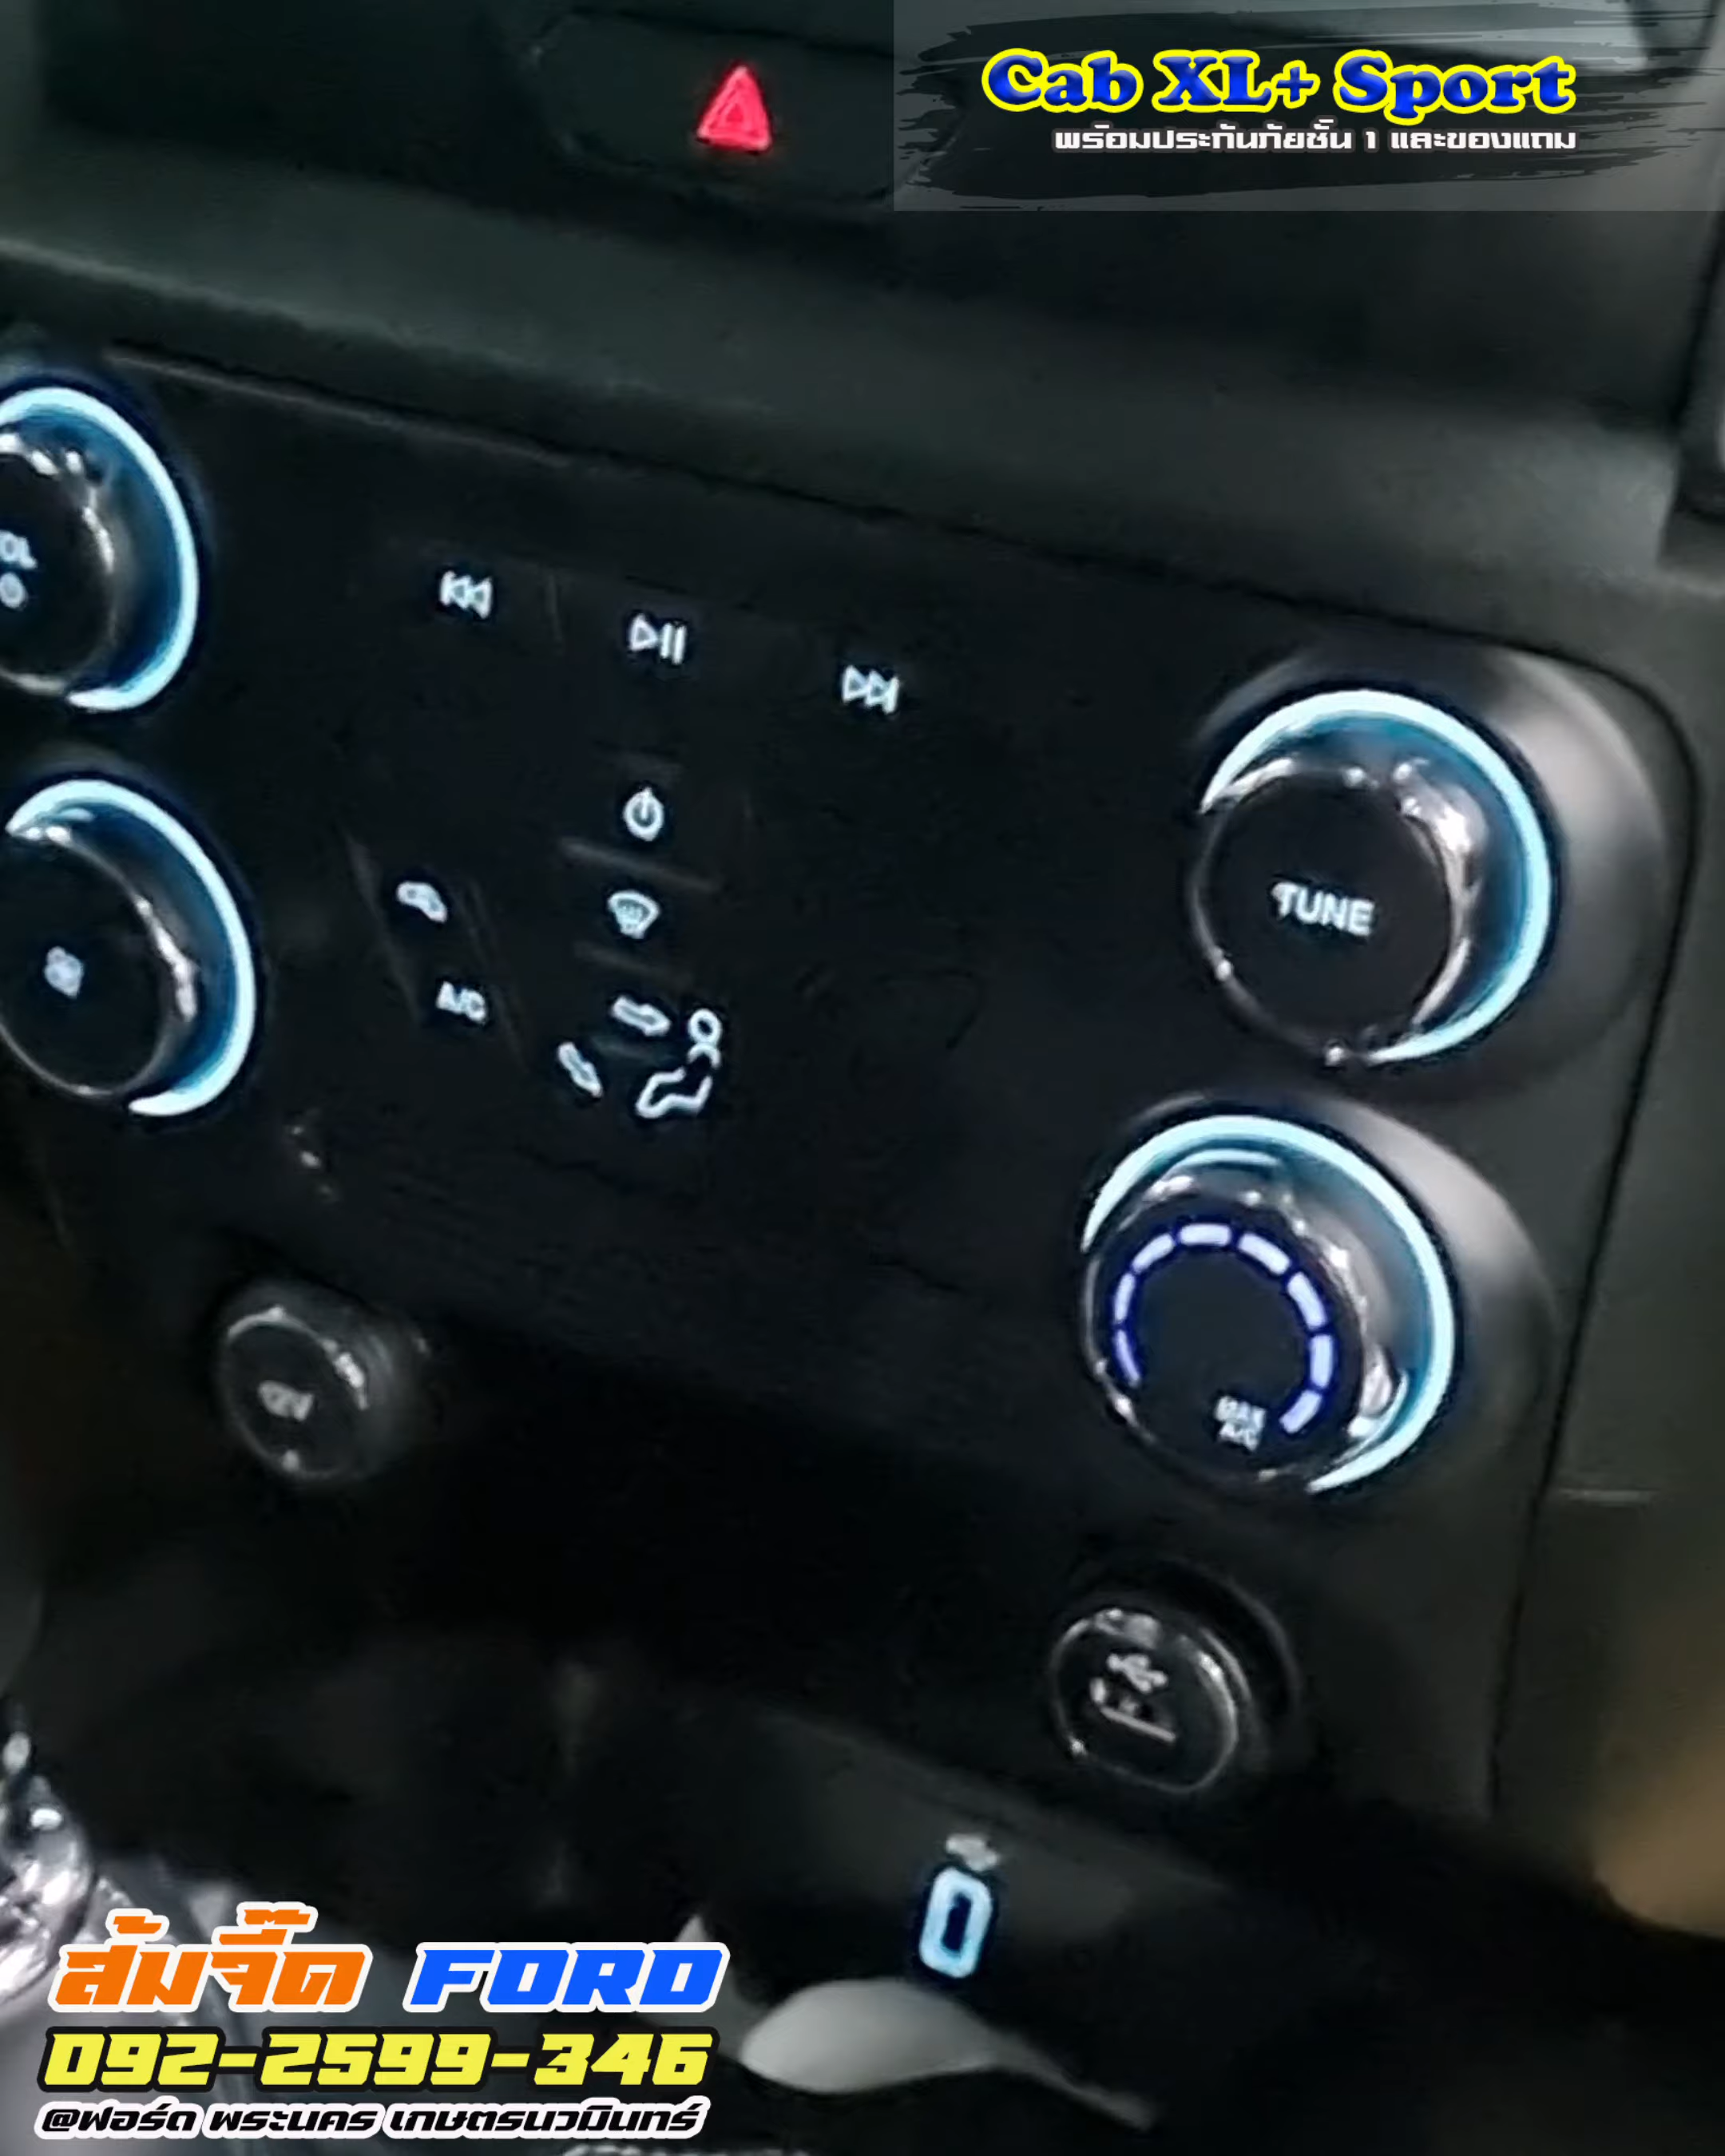 Cab XL+ Sport
พร้อมประกันภัยชั้น 1 และของแถม
TUNE
A/C
MAX
A/C
12V
ส้มจี๊ด FORD
092-2599-346
@ฟอร์ด พระนคร เกษตรนวมินทร์